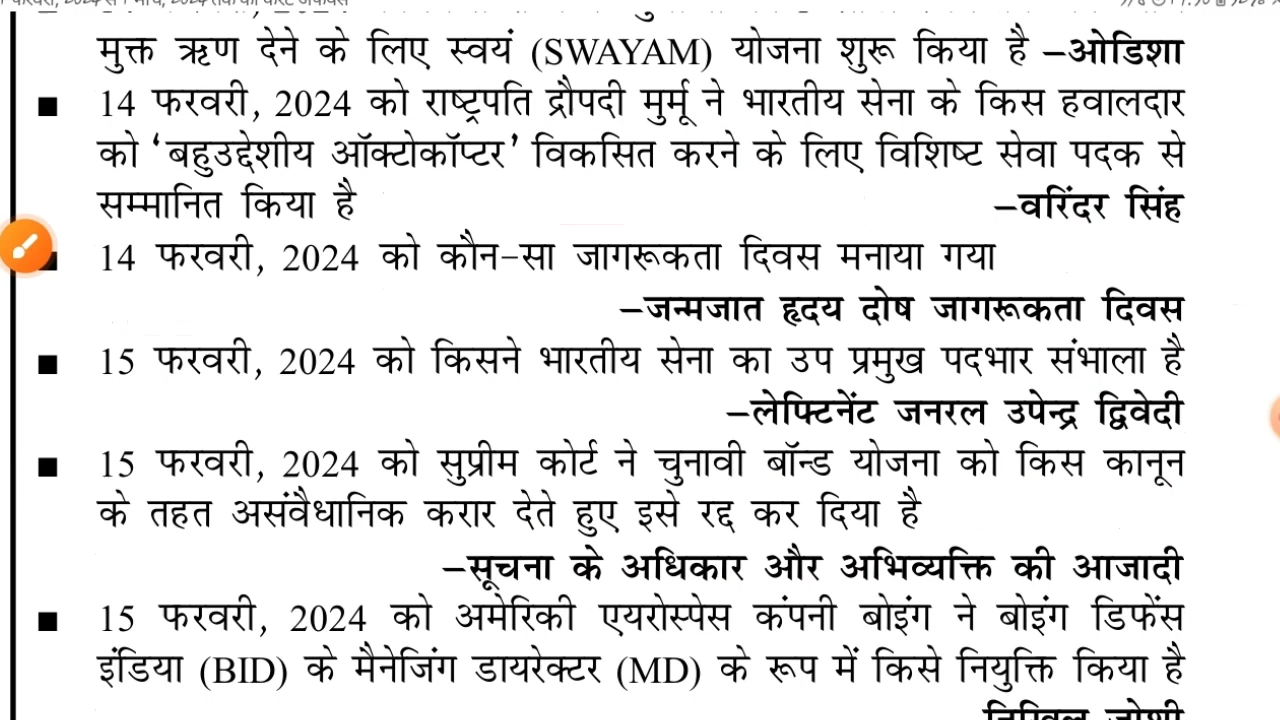 मुक्त ऋण देने के लिए स्वयं (SWAYAM) योजना शुरू किया है –ओडिशा
■ 14 फरवरी, 2024 को राष्ट्रपति द्रौपदी मुर्मू ने भारतीय सेना के किस हवालदार
को ‘बहुउद्देशीय ऑक्टोकॉप्टर’ विकसित करने के लिए विशिष्ट सेवा पदक से
सम्मानित किया है –वरिंदर सिंह
14 फरवरी, 2024 को कौन-सा जागरूकता दिवस मनाया गया
–जन्मजात हृदय दोष जागरूकता दिवस
■ 15 फरवरी, 2024 को किसने भारतीय सेना का उप प्रमुख पदभार संभाला है
–लेफ्टिनेंट जनरल उपेन्द्र द्विवेदी
■ 15 फरवरी, 2024 को सुप्रीम कोर्ट ने चुनावी बॉन्ड योजना को किस कानून
के तहत असंवैधानिक करार देते हुए इसे रद्द कर दिया है
–सूचना के अधिकार और अभिव्यक्ति की आजादी
■ 15 फरवरी, 2024 को अमेरिकी एयरोस्पेस कंपनी बोइंग ने बोइंग डिफेंस
इंडिया (BID) के मैनेजिंग डायरेक्टर (MD) के रूप में किसे नियुक्ति किया है
निखिल जोशी